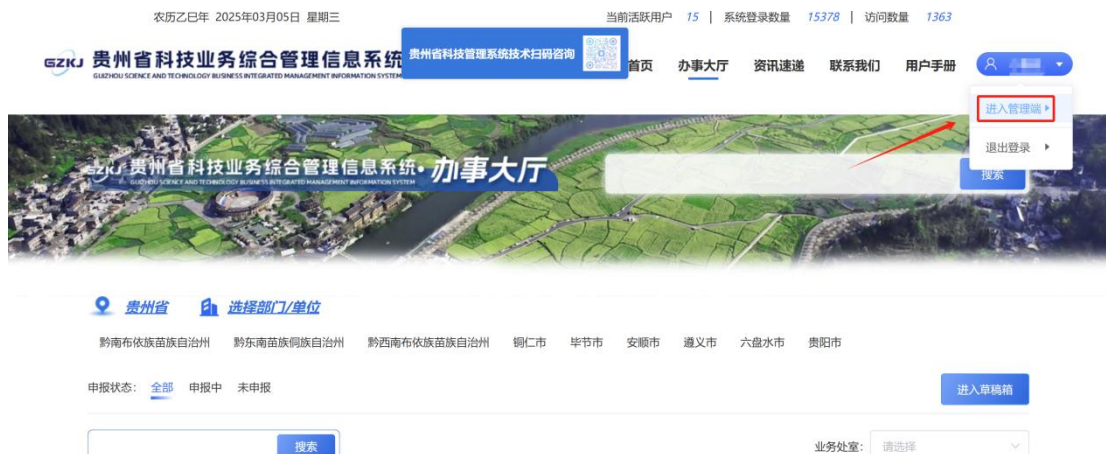 农历乙巳年 2025年03月05日 星期三
当前活跃用户 15 | 系统登录数量 15378 | 访问数量 1363
GZKJ 贵州省科技业务综合管理信息系统
GUIZHOU SCIENCE AND TECHNOLOGY BUSINESS INTEGRATED MANAGEMENT INFORMATION SYSTEM
贵州省科技管理系统技术扫码咨询
首页 办事大厅 资讯速递 联系我们 用户手册
进入管理端
退出登录
GZKJ 贵州省科技业务综合管理信息系统·办事大厅
GUIZHOU SCIENCE AND TECHNOLOGY BUSINESS INTEGRATED MANAGEMENT INFORMATION SYSTEM
搜索
贵州省 选择部门/单位
黔南布依族苗族自治州 黔东南苗族侗族自治州 黔西南布依族苗族自治州 铜仁市 毕节市 安顺市 遵义市 六盘水市 贵阳市
申报状态: 全部 申报中 未申报
进入草稿箱
搜索
业务处室: 请选择